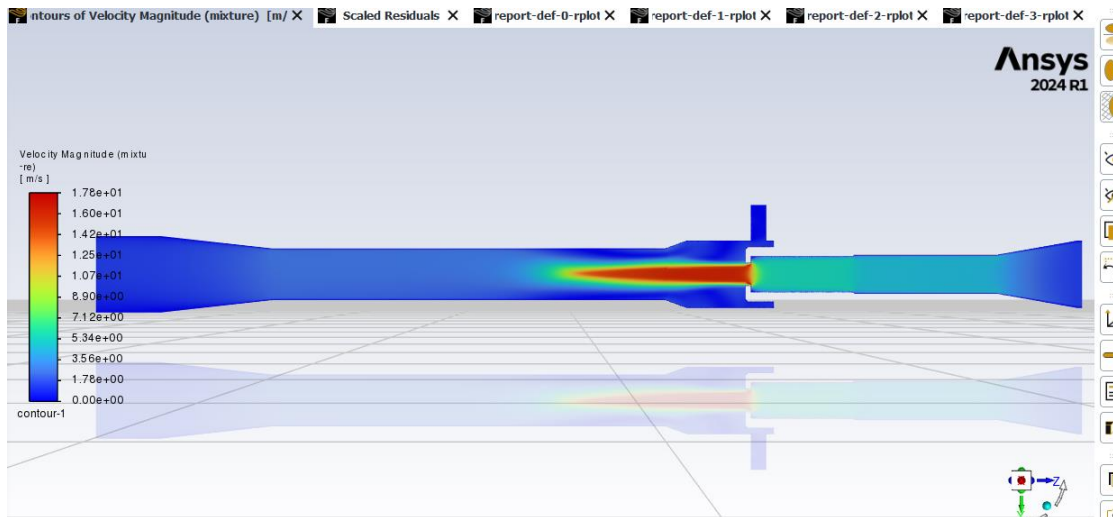 ntours of Velocity Magnitude (mixture) [m/ X
Scaled Residuals X
report-def-0-rplot X
report-def-1-rplot X
report-def-2-rplot X
report-def-3-rplot X
Ansys
2024 R1
Velocity Magnitude (mixtu
-re)
[ m/s ]
1.78e+01
1.60e+01
1.42e+01
1.25e+01
1.07e+01
8.90e+00
7.12e+00
5.34e+00
3.56e+00
1.78e+00
0.00e+00
contour-1
Z